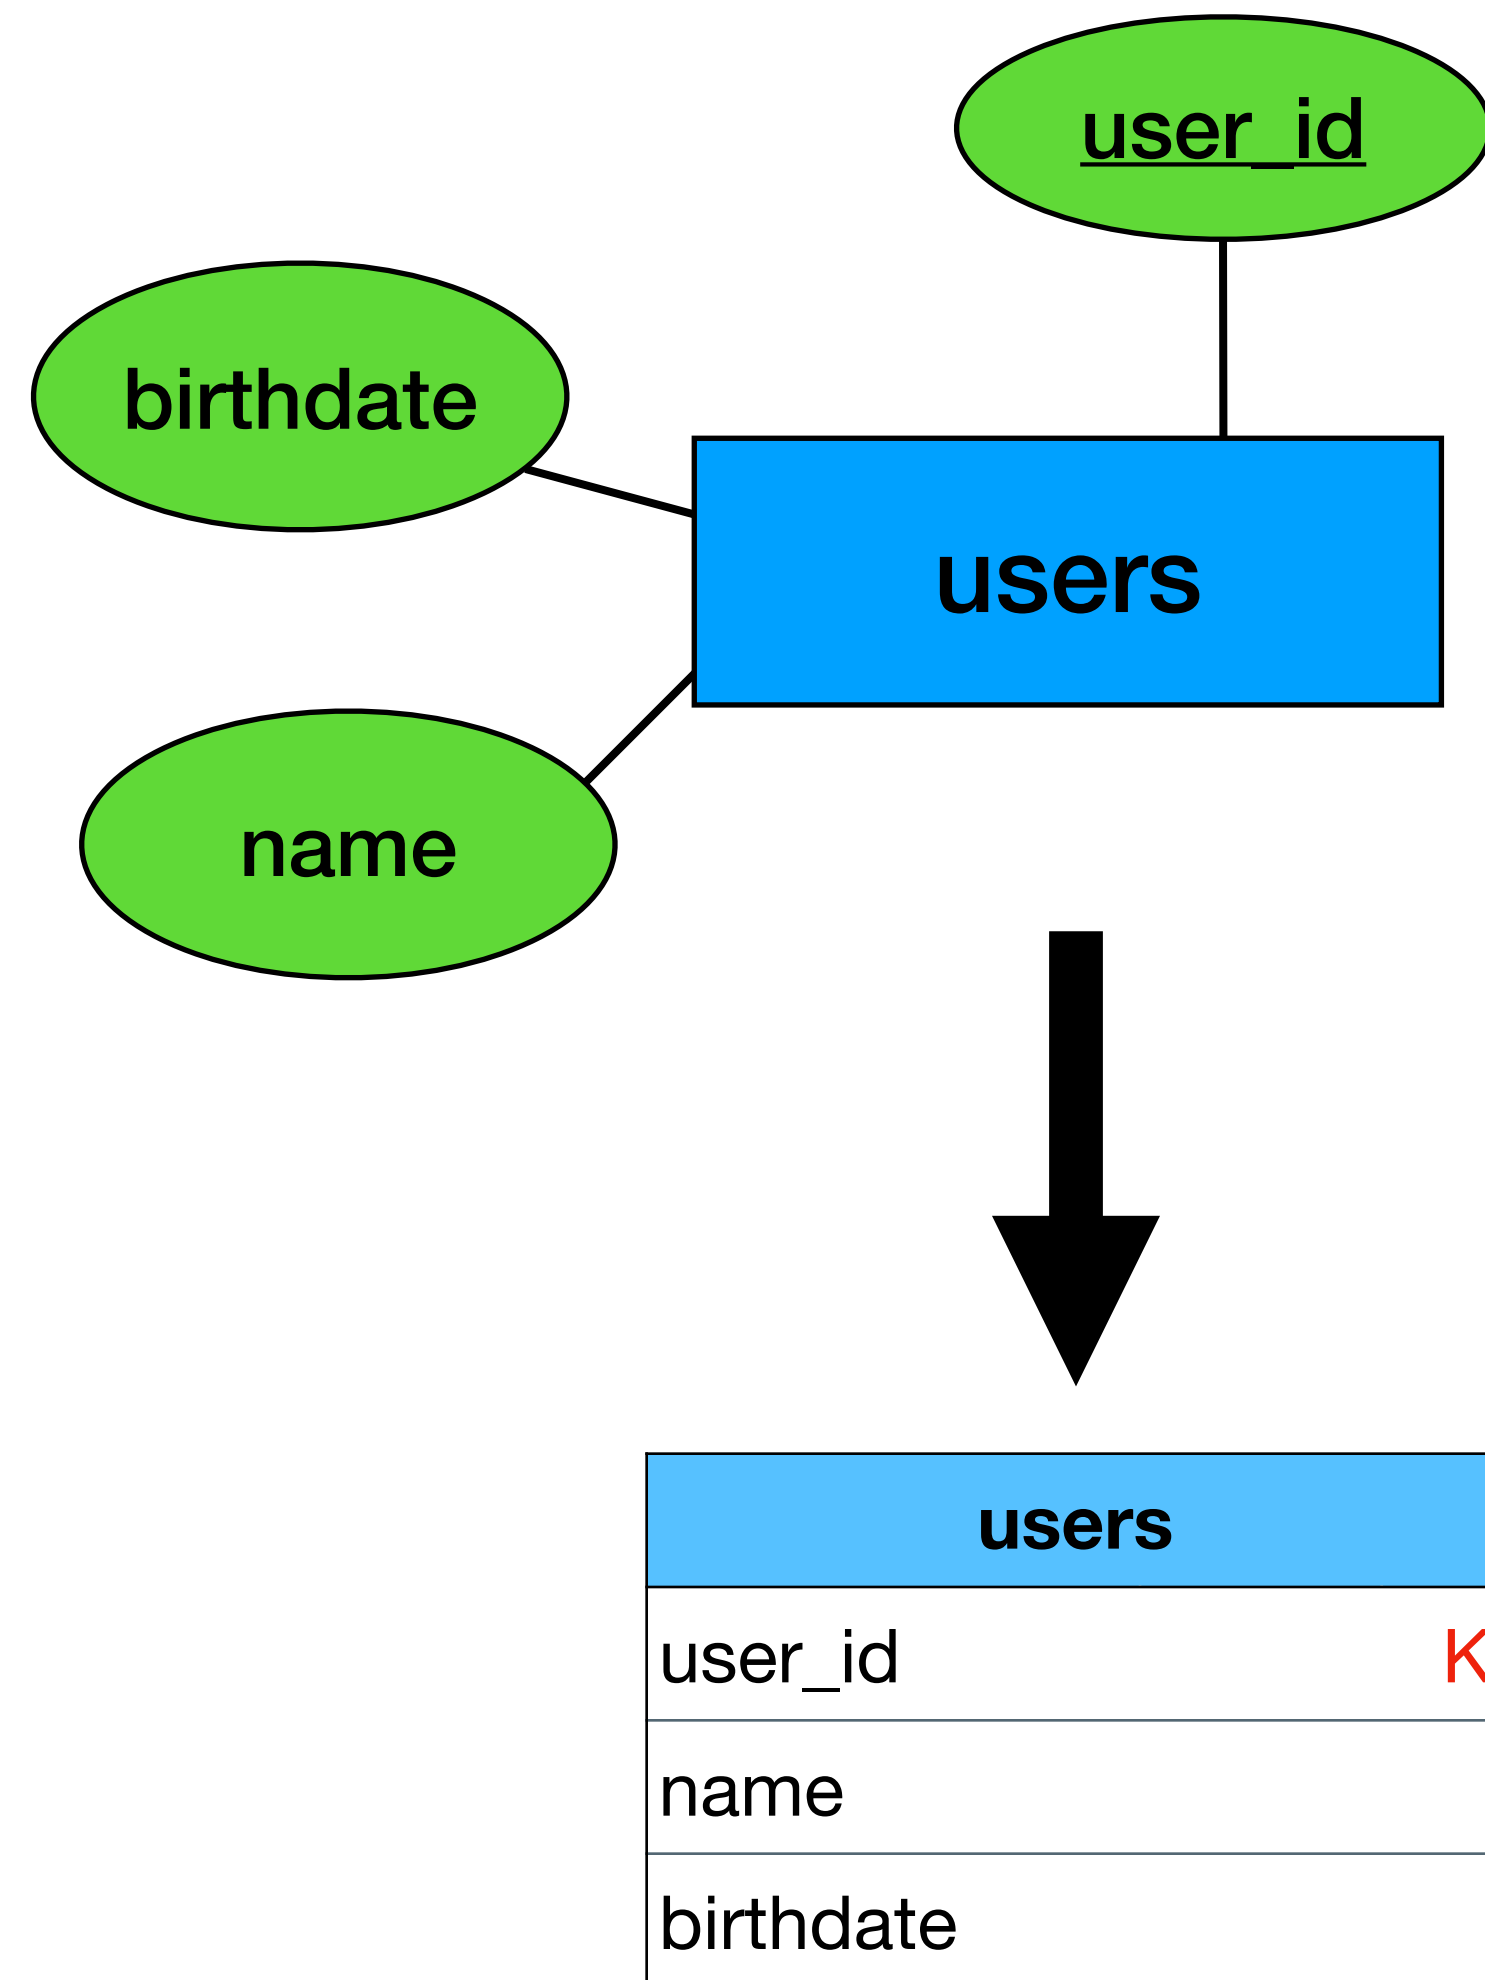 user_id
birthdate
users
name
users
user_id K
name
birthdate